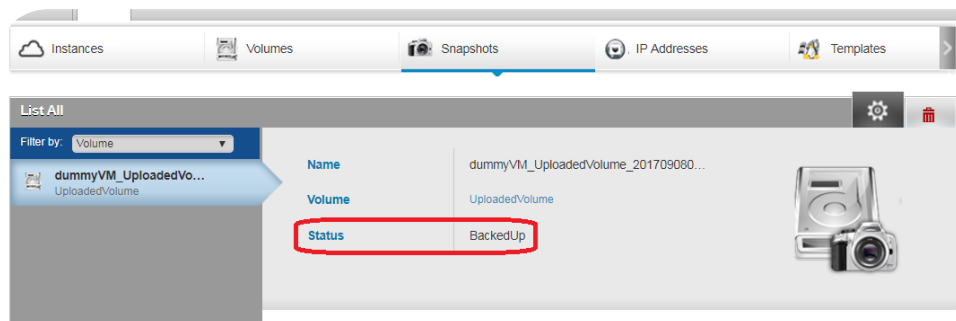 Instances Volumes Snapshots IP Addresses Templates
List All
Filter by: Volume
dummyVM_UploadedVo...
UploadedVolume
Name dummyVM_UploadedVolume_201709080...
Volume UploadedVolume
Status BackedUp